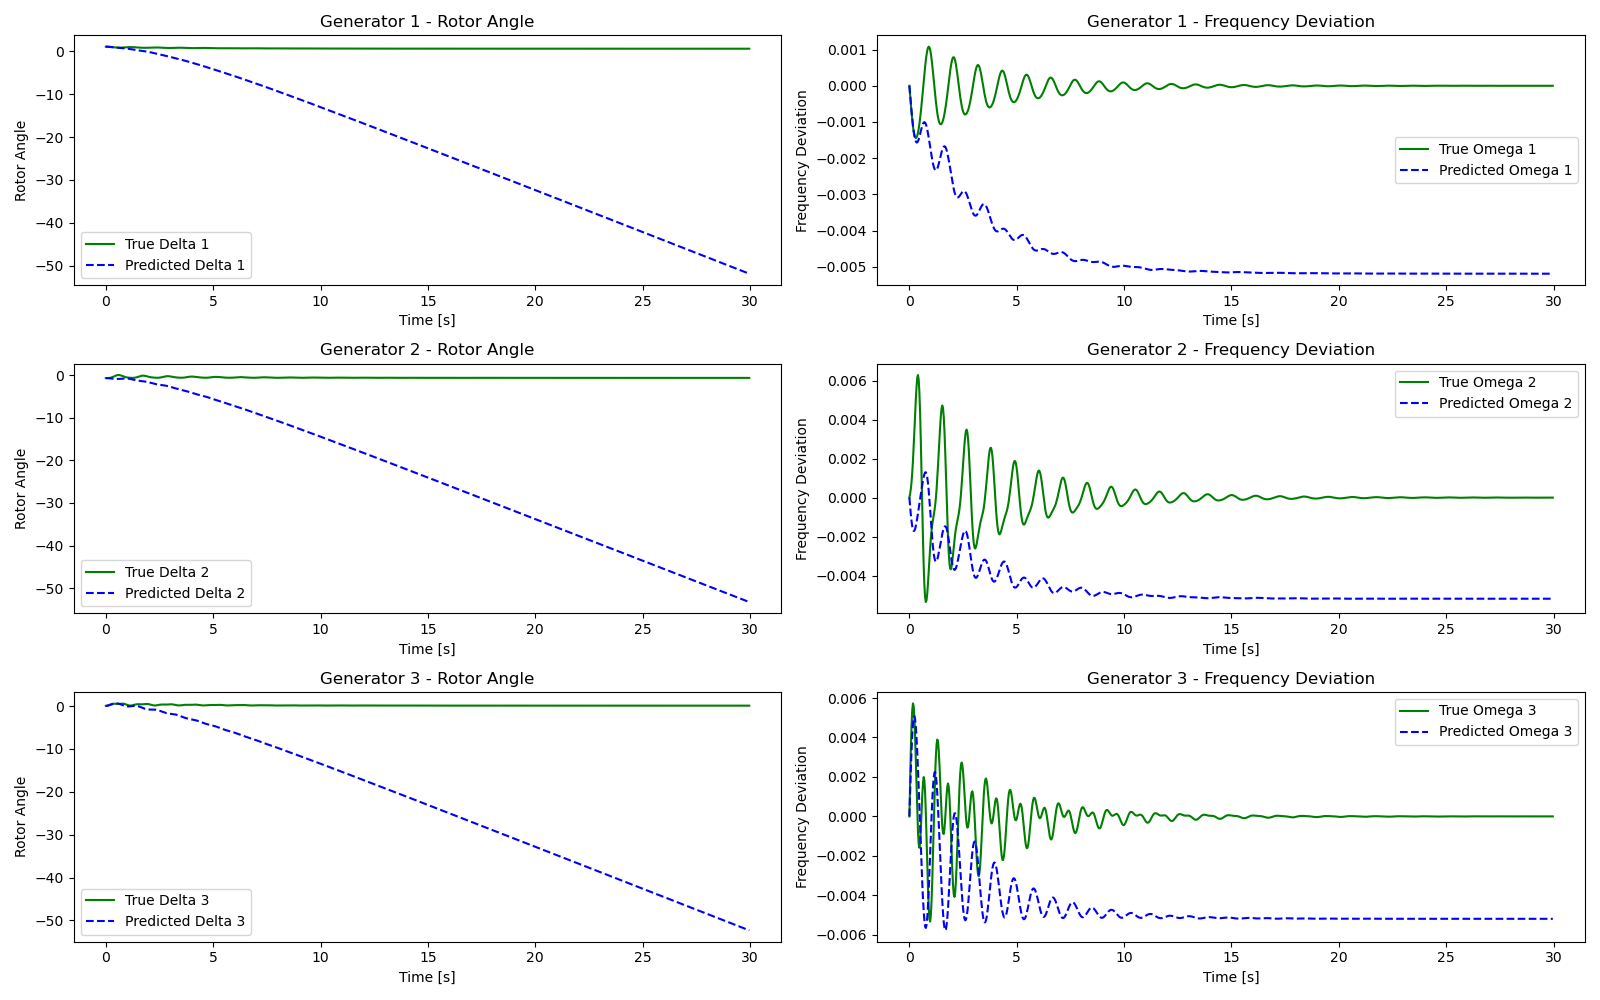 Generator 1 - Rotor Angle
Rotor Angle
0
−10
−20
−30
−40
−50
True Delta 1
Predicted Delta 1
0 5 10 15 20 25 30
Time [s]
Generator 1 - Frequency Deviation
Frequency Deviation
0.001
0.000
−0.001
−0.002
−0.003
−0.004
−0.005
True Omega 1
Predicted Omega 1
0 5 10 15 20 25 30
Time [s]
Generator 2 - Rotor Angle
Rotor Angle
0
−10
−20
−30
−40
−50
True Delta 2
Predicted Delta 2
0 5 10 15 20 25 30
Time [s]
Generator 2 - Frequency Deviation
Frequency Deviation
0.006
0.004
0.002
0.000
−0.002
−0.004
True Omega 2
Predicted Omega 2
0 5 10 15 20 25 30
Time [s]
Generator 3 - Rotor Angle
Rotor Angle
0
−10
−20
−30
−40
−50
True Delta 3
Predicted Delta 3
0 5 10 15 20 25 30
Time [s]
Generator 3 - Frequency Deviation
Frequency Deviation
0.006
0.004
0.002
0.000
−0.002
−0.004
−0.006
True Omega 3
Predicted Omega 3
0 5 10 15 20 25 30
Time [s]